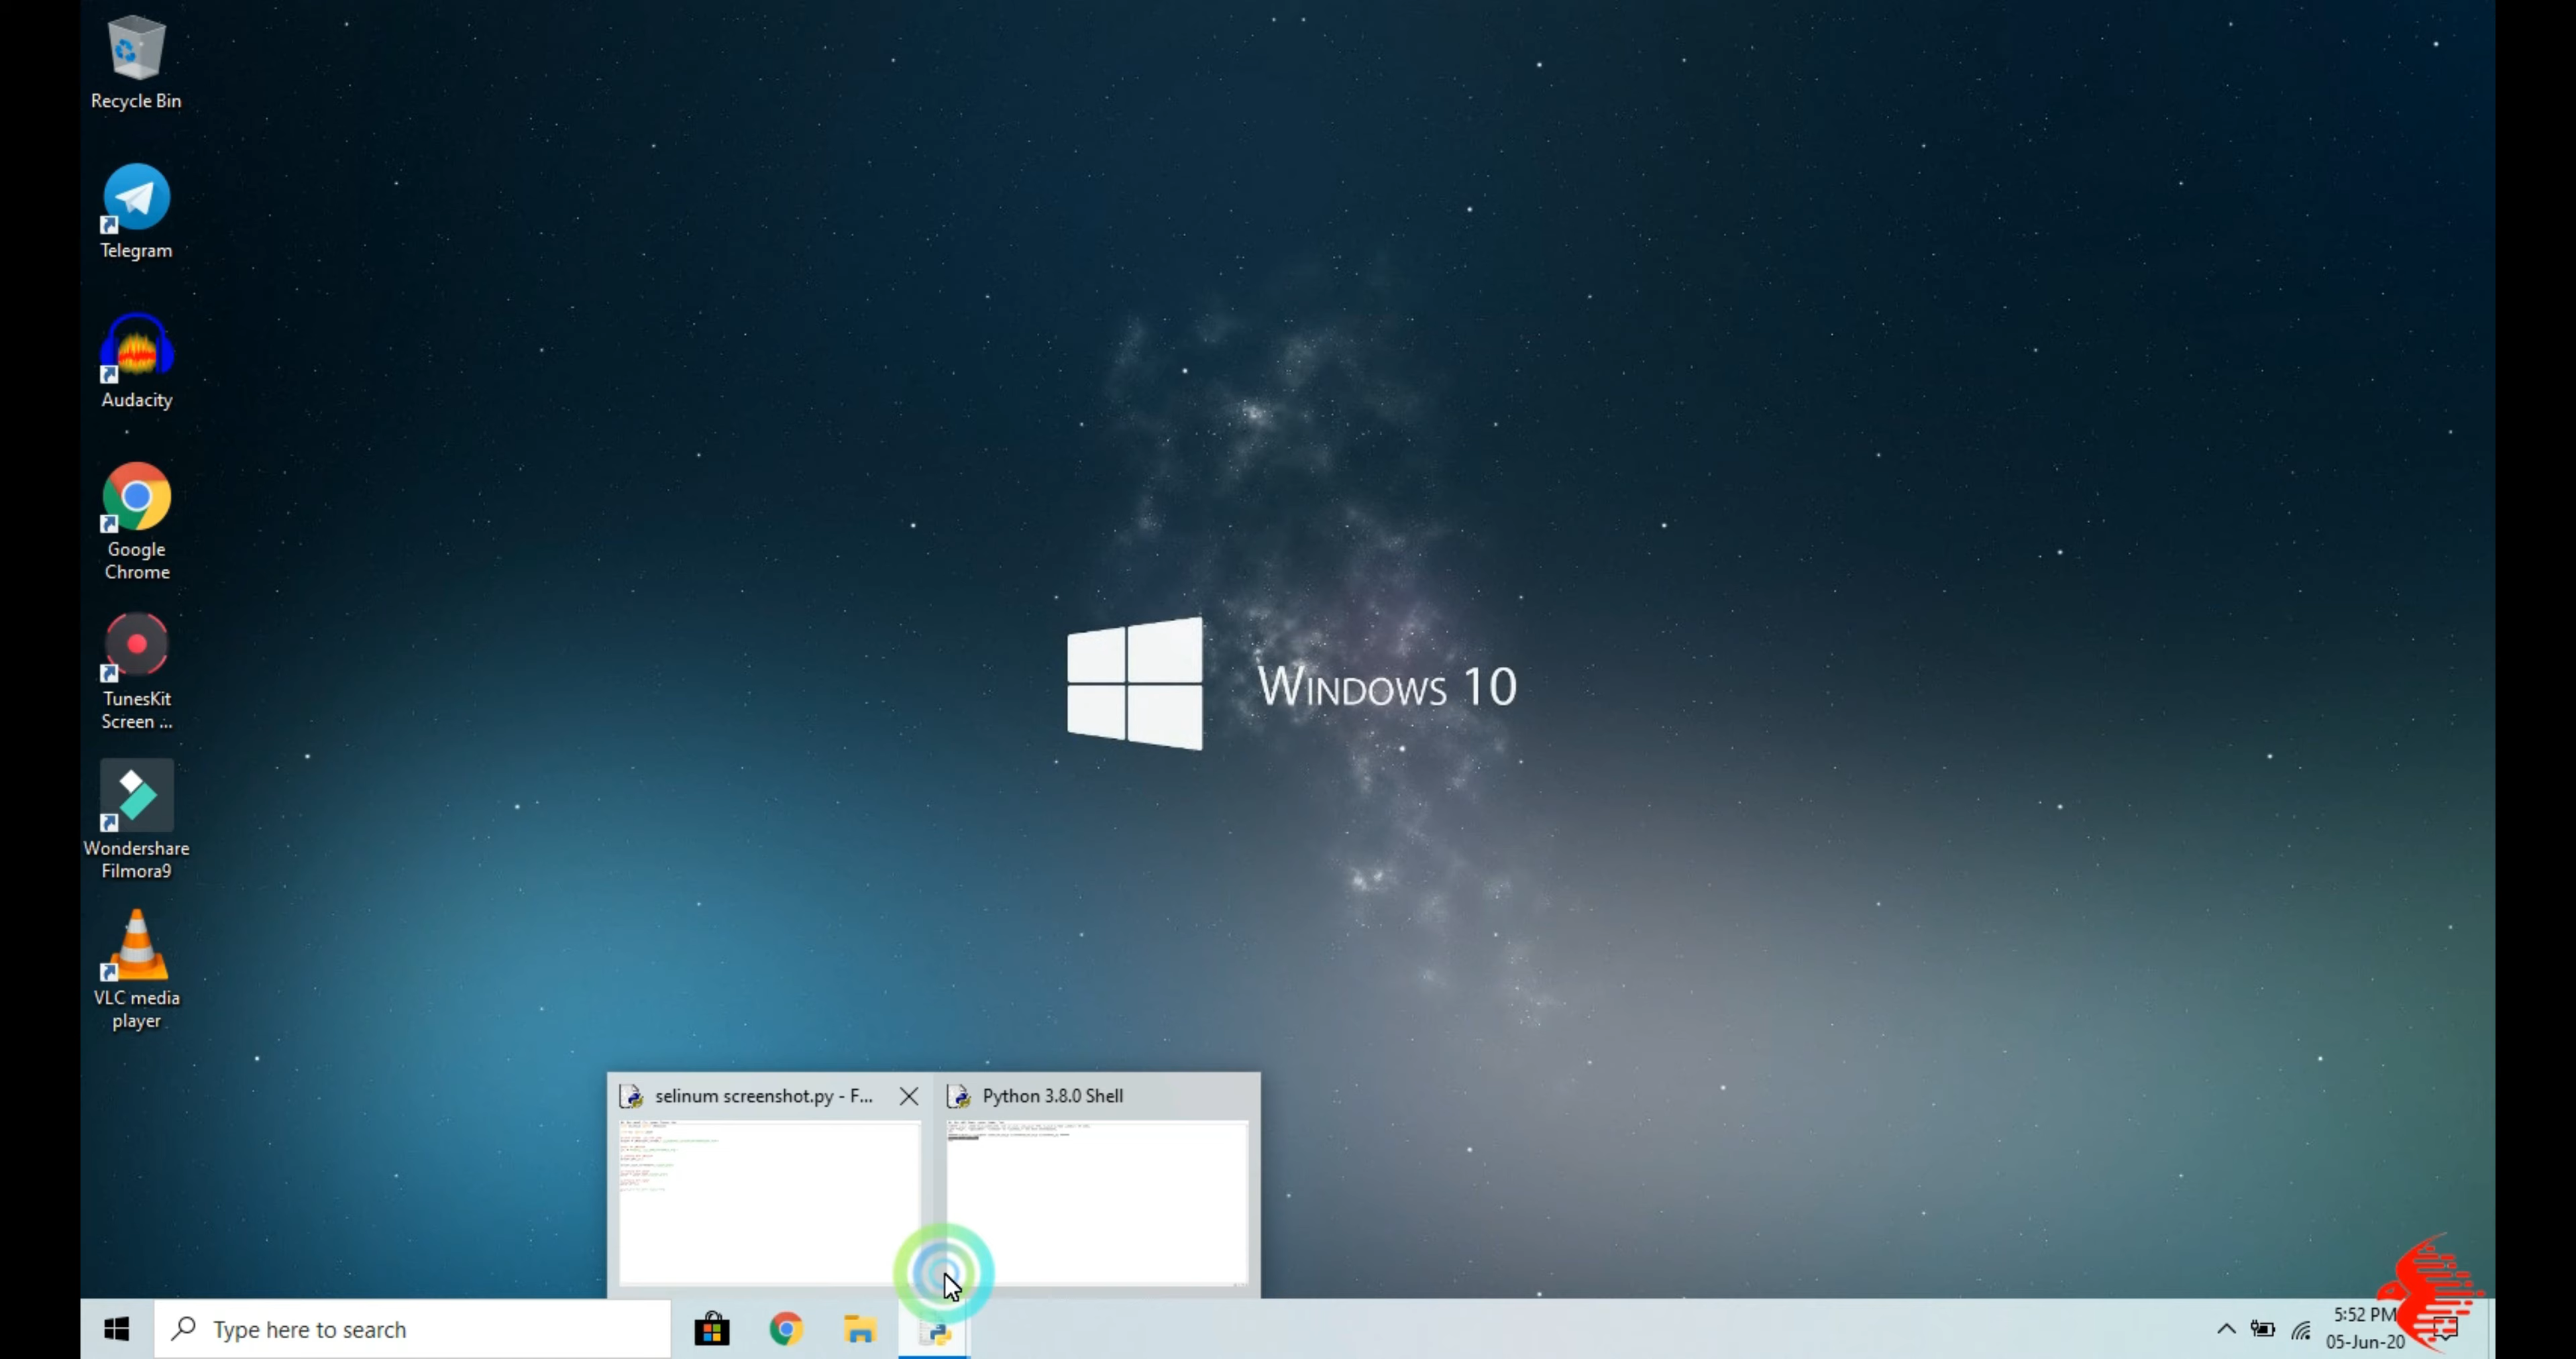 Recycle Bin
Telegram
Audacity
Google
Chrome
TunesKit
Screen ...
Wondershare
Filmora9
VLC media
player
WINDOWS 10
selinum screenshot.py - F...
Python 3.8.0 Shell
Type here to search
5:52 PM
05-Jun-20